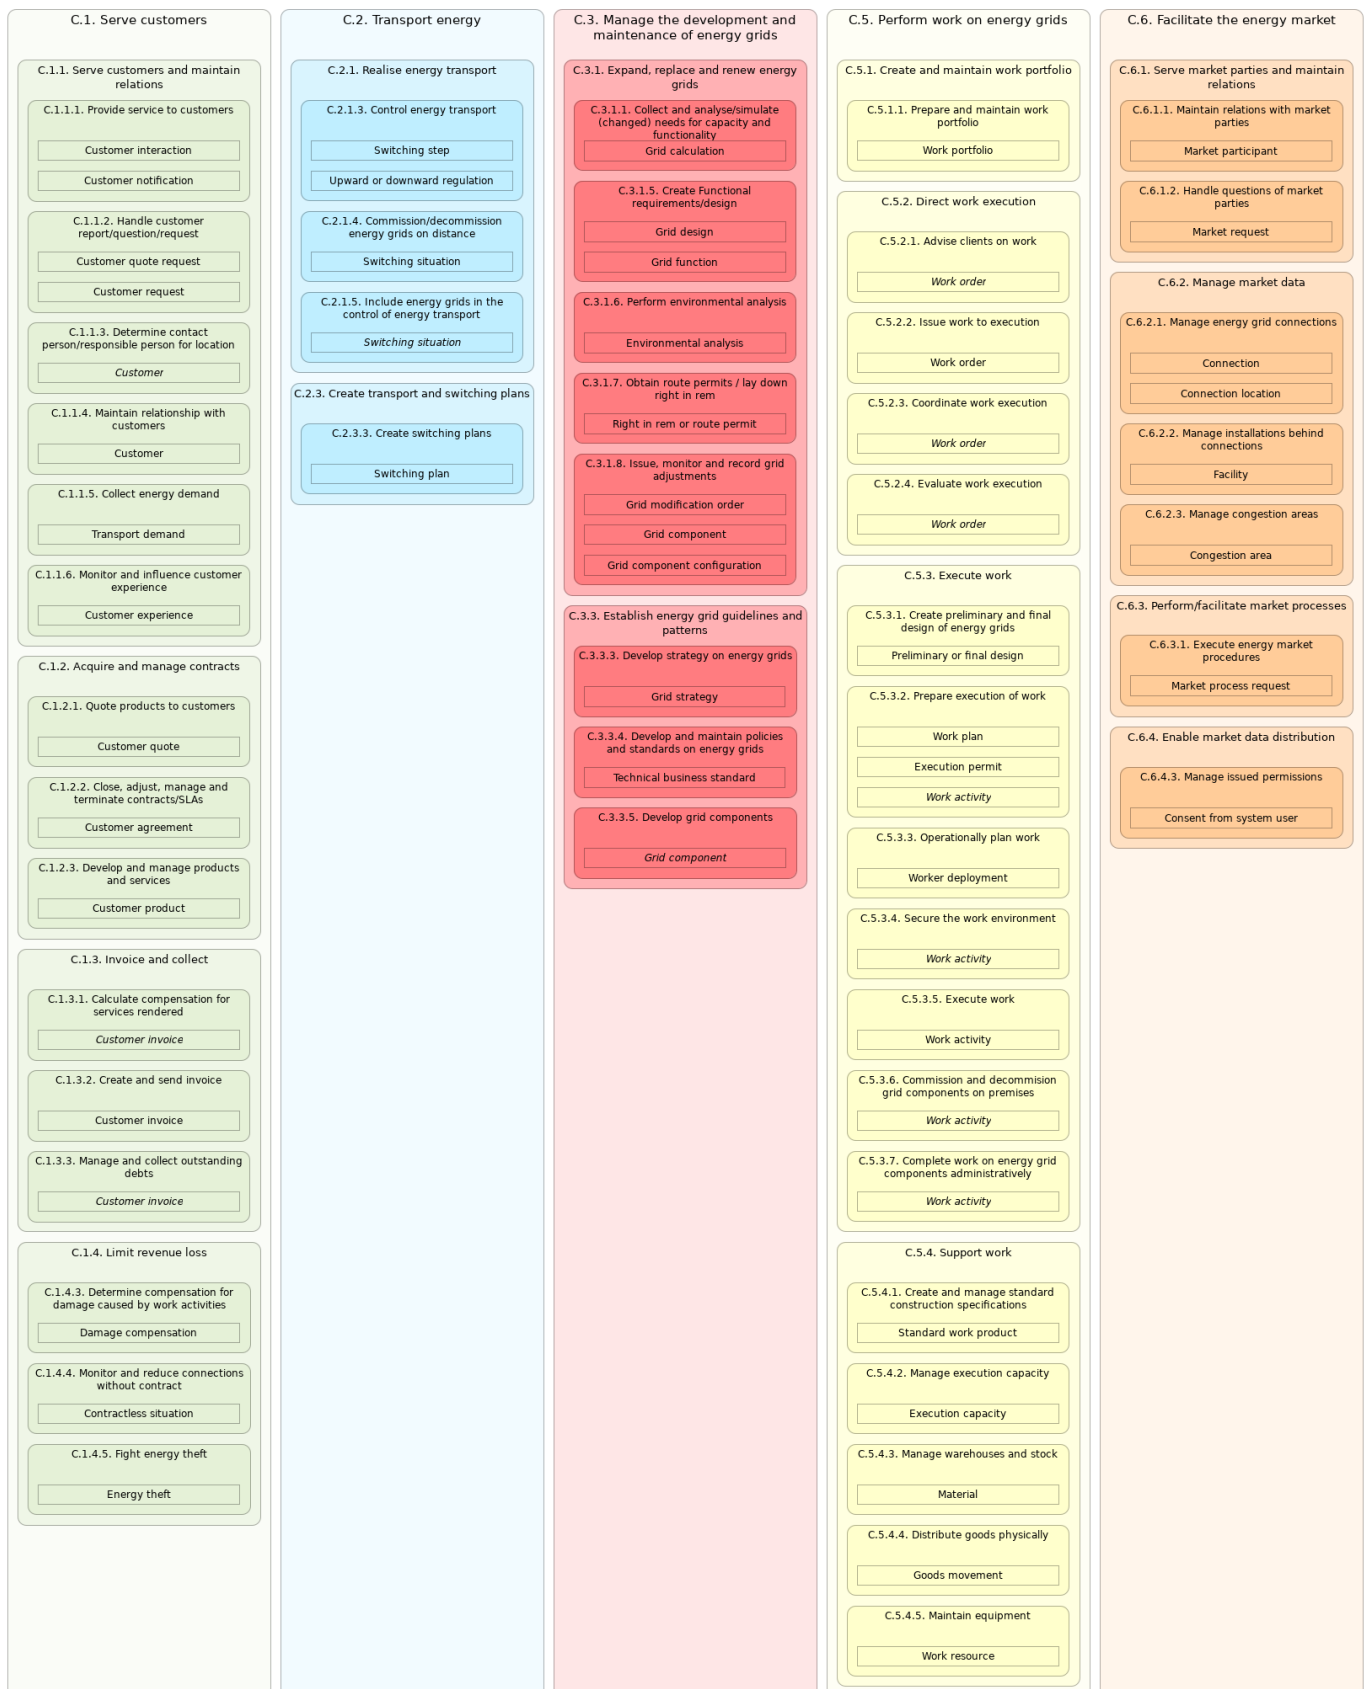 C.1. Serve customers
C.1.1. Serve customers and maintain
relations
C.1.1.1. Provide service to customers
Customer interaction
Customer notification
C.1.1.2. Handle customer
report/question/request
Customer quote request
Customer request
C.1.1.3. Determine contact
person/responsible person for location
Customer
C.1.1.4. Maintain relationship with
customers
Customer
C.1.1.5. Collect energy demand
Transport demand
C.1.1.6. Monitor and influence customer
experience
Customer experience
C.1.2. Acquire and manage contracts
C.1.2.1. Quote products to customers
Customer quote
C.1.2.2. Close, adjust, manage and
terminate contracts/SLAs
Customer agreement
C.1.2.3. Develop and manage products
and services
Customer product
C.1.3. Invoice and collect
C.1.3.1. Calculate compensation for
services rendered
Customer invoice
C.1.3.2. Create and send invoice
Customer invoice
C.1.3.3. Manage and collect outstanding
debts
Customer invoice
C.1.4. Limit revenue loss
C.1.4.3. Determine compensation for
damage caused by work activities
Damage compensation
C.1.4.4. Monitor and reduce connections
without contract
Contractless situation
C.1.4.5. Fight energy theft
Energy theft
C.2. Transport energy
C.2.1. Realise energy transport
C.2.1.3. Control energy transport
Switching step
Upward or downward regulation
C.2.1.4. Commission/decommission
energy grids on distance
Switching situation
C.2.1.5. Include energy grids in the
control of energy transport
Switching situation
C.2.3. Create transport and switching plans
C.2.3.3. Create switching plans
Switching plan
C.3. Manage the development and
maintenance of energy grids
C.3.1. Expand, replace and renew energy
grids
C.3.1.1. Collect and analyse/simulate
(changed) needs for capacity and
functionality
Grid calculation
C.3.1.5. Create Functional
requirements/design
Grid design
Grid function
C.3.1.6. Perform environmental analysis
Environmental analysis
C.3.1.7. Obtain route permits / lay down
right in rem
Right in rem or route permit
C.3.1.8. Issue, monitor and record grid
adjustments
Grid modification order
Grid component
Grid component configuration
C.3.3. Establish energy grid guidelines and
patterns
C.3.3.3. Develop strategy on energy grids
Grid strategy
C.3.3.4. Develop and maintain policies
and standards on energy grids
Technical business standard
C.3.3.5. Develop grid components
Grid component
C.5. Perform work on energy grids
C.5.1. Create and maintain work portfolio
C.5.1.1. Prepare and maintain work
portfolio
Work portfolio
C.5.2. Direct work execution
C.5.2.1. Advise clients on work
Work order
C.5.2.2. Issue work to execution
Work order
C.5.2.3. Coordinate work execution
Work order
C.5.2.4. Evaluate work execution
Work order
C.5.3. Execute work
C.5.3.1. Create preliminary and final
design of energy grids
Preliminary or final design
C.5.3.2. Prepare execution of work
Work plan
Execution permit
Work activity
C.5.3.3. Operationally plan work
Worker deployment
C.5.3.4. Secure the work environment
Work activity
C.5.3.5. Execute work
Work activity
C.5.3.6. Commission and decommision
grid components on premises
Work activity
C.5.3.7. Complete work on energy grid
components administratively
Work activity
C.5.4. Support work
C.5.4.1. Create and manage standard
construction specifications
Standard work product
C.5.4.2. Manage execution capacity
Execution capacity
C.5.4.3. Manage warehouses and stock
Material
C.5.4.4. Distribute goods physically
Goods movement
C.5.4.5. Maintain equipment
Work resource
C.6. Facilitate the energy market
C.6.1. Serve market parties and maintain
relations
C.6.1.1. Maintain relations with market
parties
Market participant
C.6.1.2. Handle questions of market
parties
Market request
C.6.2. Manage market data
C.6.2.1. Manage energy grid connections
Connection
Connection location
C.6.2.2. Manage installations behind
connections
Facility
C.6.2.3. Manage congestion areas
Congestion area
C.6.3. Perform/facilitate market processes
C.6.3.1. Execute energy market
procedures
Market process request
C.6.4. Enable market data distribution
C.6.4.3. Manage issued permissions
Consent from system user